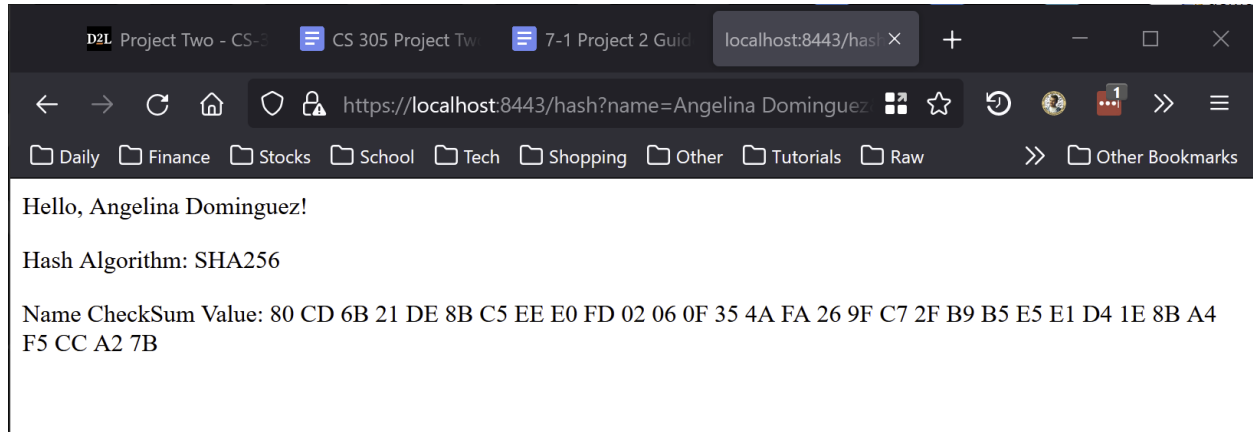 D2L Project Two - CS-3 CS 305 Project Tw 7-1 Project 2 Guid localhost:8443/hash
https://localhost:8443/hash?name=Angelina Dominguez 1
Daily Finance Stocks School Tech Shopping Other Tutorials Raw Other Bookmarks
Hello, Angelina Dominguez!
Hash Algorithm: SHA256
Name CheckSum Value: 80 CD 6B 21 DE 8B C5 EE E0 FD 02 06 0F 35 4A FA 26 9F C7 2F B9 B5 E5 E1 D4 1E 8B A4
F5 CC A2 7B